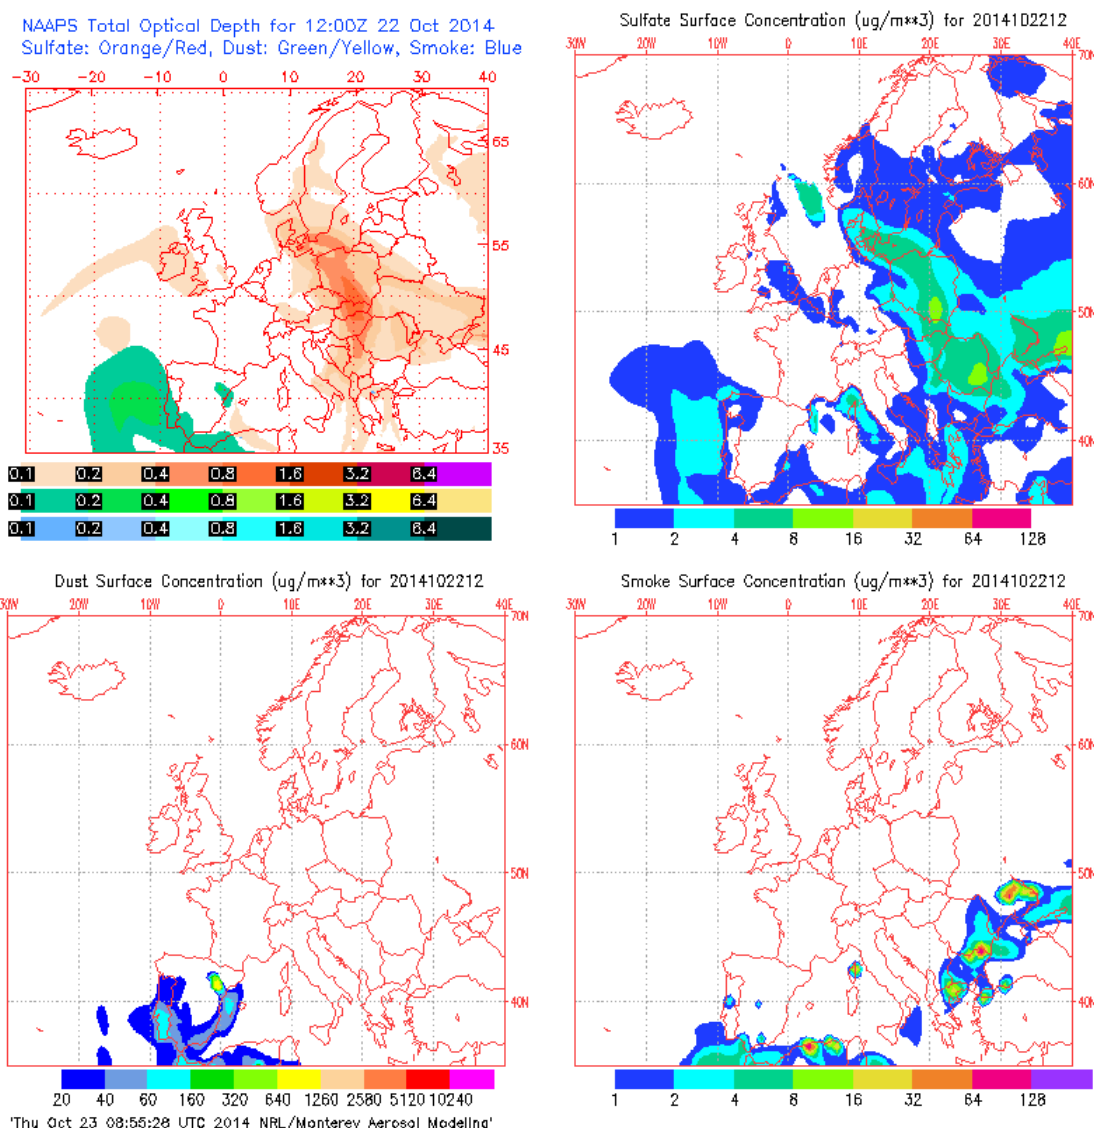 NAAPS Total Optical Depth for 12:00Z 22 Oct 2014
Sulfate: Orange/Red, Dust: Green/Yellow, Smoke: Blue
-30 -20 -10 0 10 20 30 40
65
55
45
35
0.1 0.2 0.4 0.8 1.6 3.2 6.4
0.1 0.2 0.4 0.8 1.6 3.2 6.4
0.1 0.2 0.4 0.8 1.6 3.2 6.4
Sulfate Surface Concentration (ug/m**3) for 2014102212
30W 20W 10W 0 10E 20E 30E 40E
70N
60N
50N
40N
1 2 4 8 16 32 64 128
Dust Surface Concentration (ug/m**3) for 2014102212
30W 20W 10W 0 10E 20E 30E 40E
70N
60N
50N
40N
20 40 60 160 320 640 1260 2580 5120 10240
Smoke Surface Concentration (ug/m**3) for 2014102212
30W 20W 10W 0 10E 20E 30E 40E
70N
60N
50N
40N
1 2 4 8 16 32 64 128
'Thu Oct 23 08:55:28 UTC 2014 NRL/Monterey Aerosol Modeling'